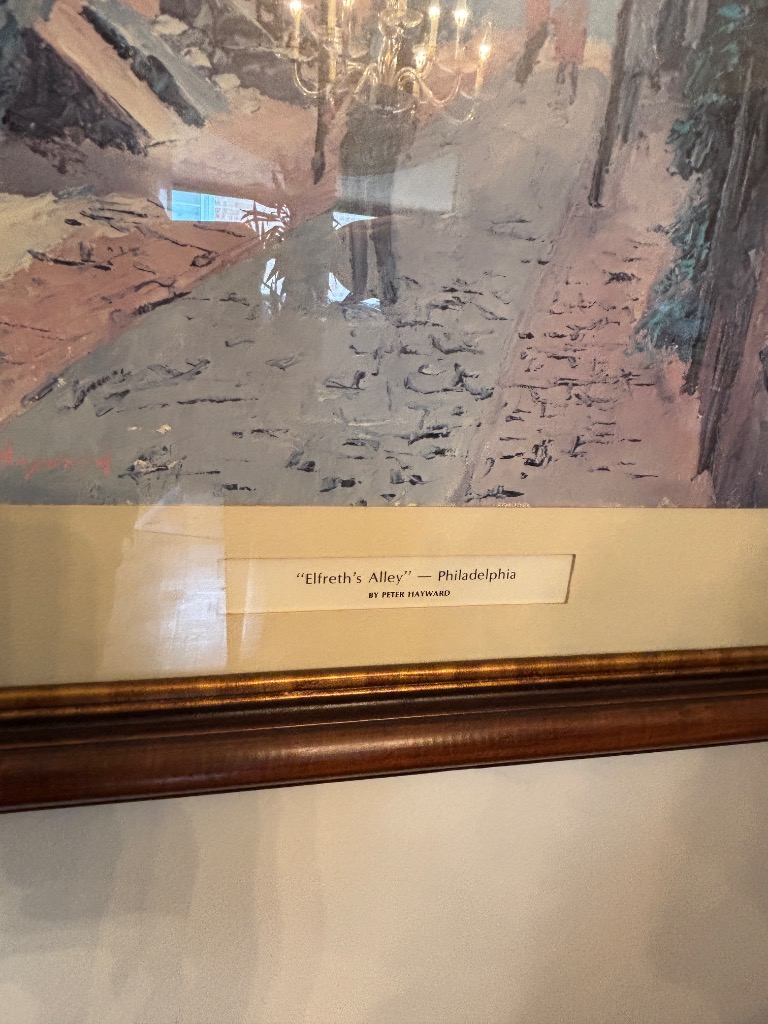 "Elfreth's Alley" — Philadelphia
BY PETER HAYWARD